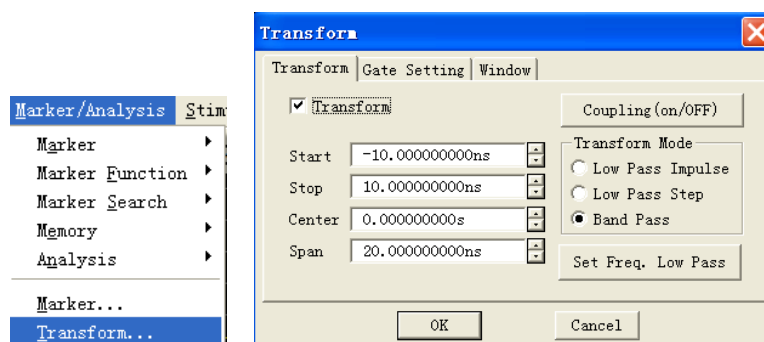 Marker/Analysis Stim
Marker
Marker Function
Marker Search
Memory
Analysis
Marker...
Transform...
Transform
Transform Gate Setting Window
Transform
Coupling(on/OFF)
Start -10.000000000ns
Stop 10.000000000ns
Center 0.000000000s
Span 20.000000000ns
Transform Mode
Low Pass Impulse
Low Pass Step
Band Pass
Set Freq. Low Pass
OK Cancel